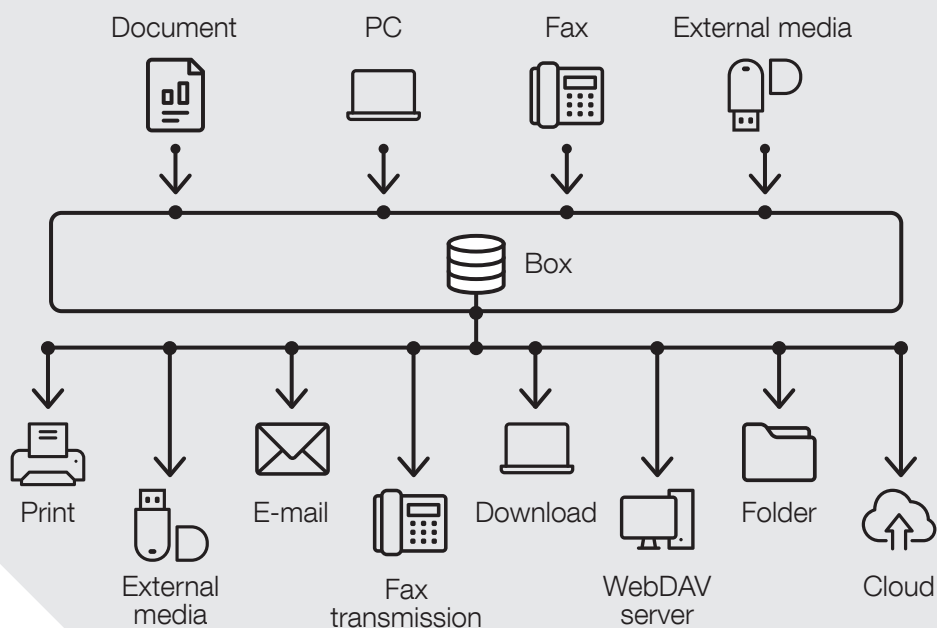 Document
PC
Fax
External media
Box
Print
E-mail
Download
Folder
External
media
Fax
transmission
WebDAV
server
Cloud